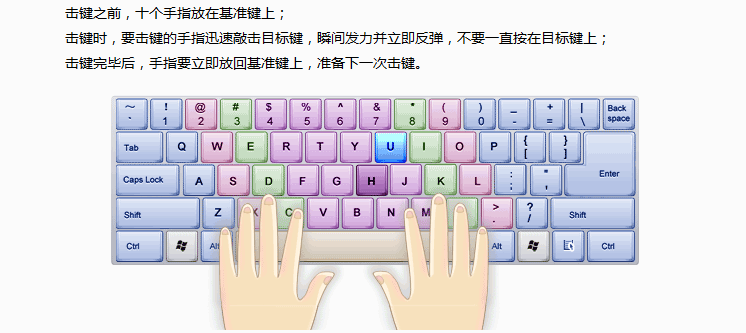 击键之前，十个手指放在基准键上；
击键时，要击键的手指迅速敲击目标键，瞬间发力并立即反弹，不要一直按在目标键上；
击键完毕后，手指要立即放回基准键上，准备下一次击键。
~ ! @ # $ % ^ & * ( ) _ + | Back
` 1 2 3 4 5 6 7 8 9 0 - = \ space
Tab Q W E R T Y U I O P { [ } ]
Caps Lock A S D F G H J K L : ; " ' Enter
Shift Z X C V B N M > . ? / Shift
Ctrl Alt Alt Ctrl